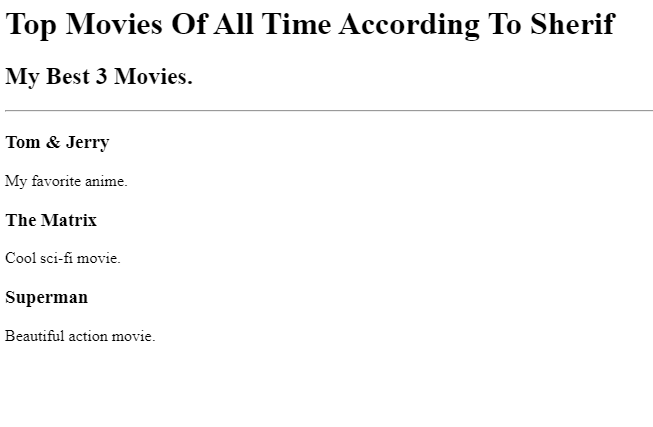 Top Movies Of All Time According To Sherif
My Best 3 Movies.
Tom & Jerry
My favorite anime.
The Matrix
Cool sci-fi movie.
Superman
Beautiful action movie.